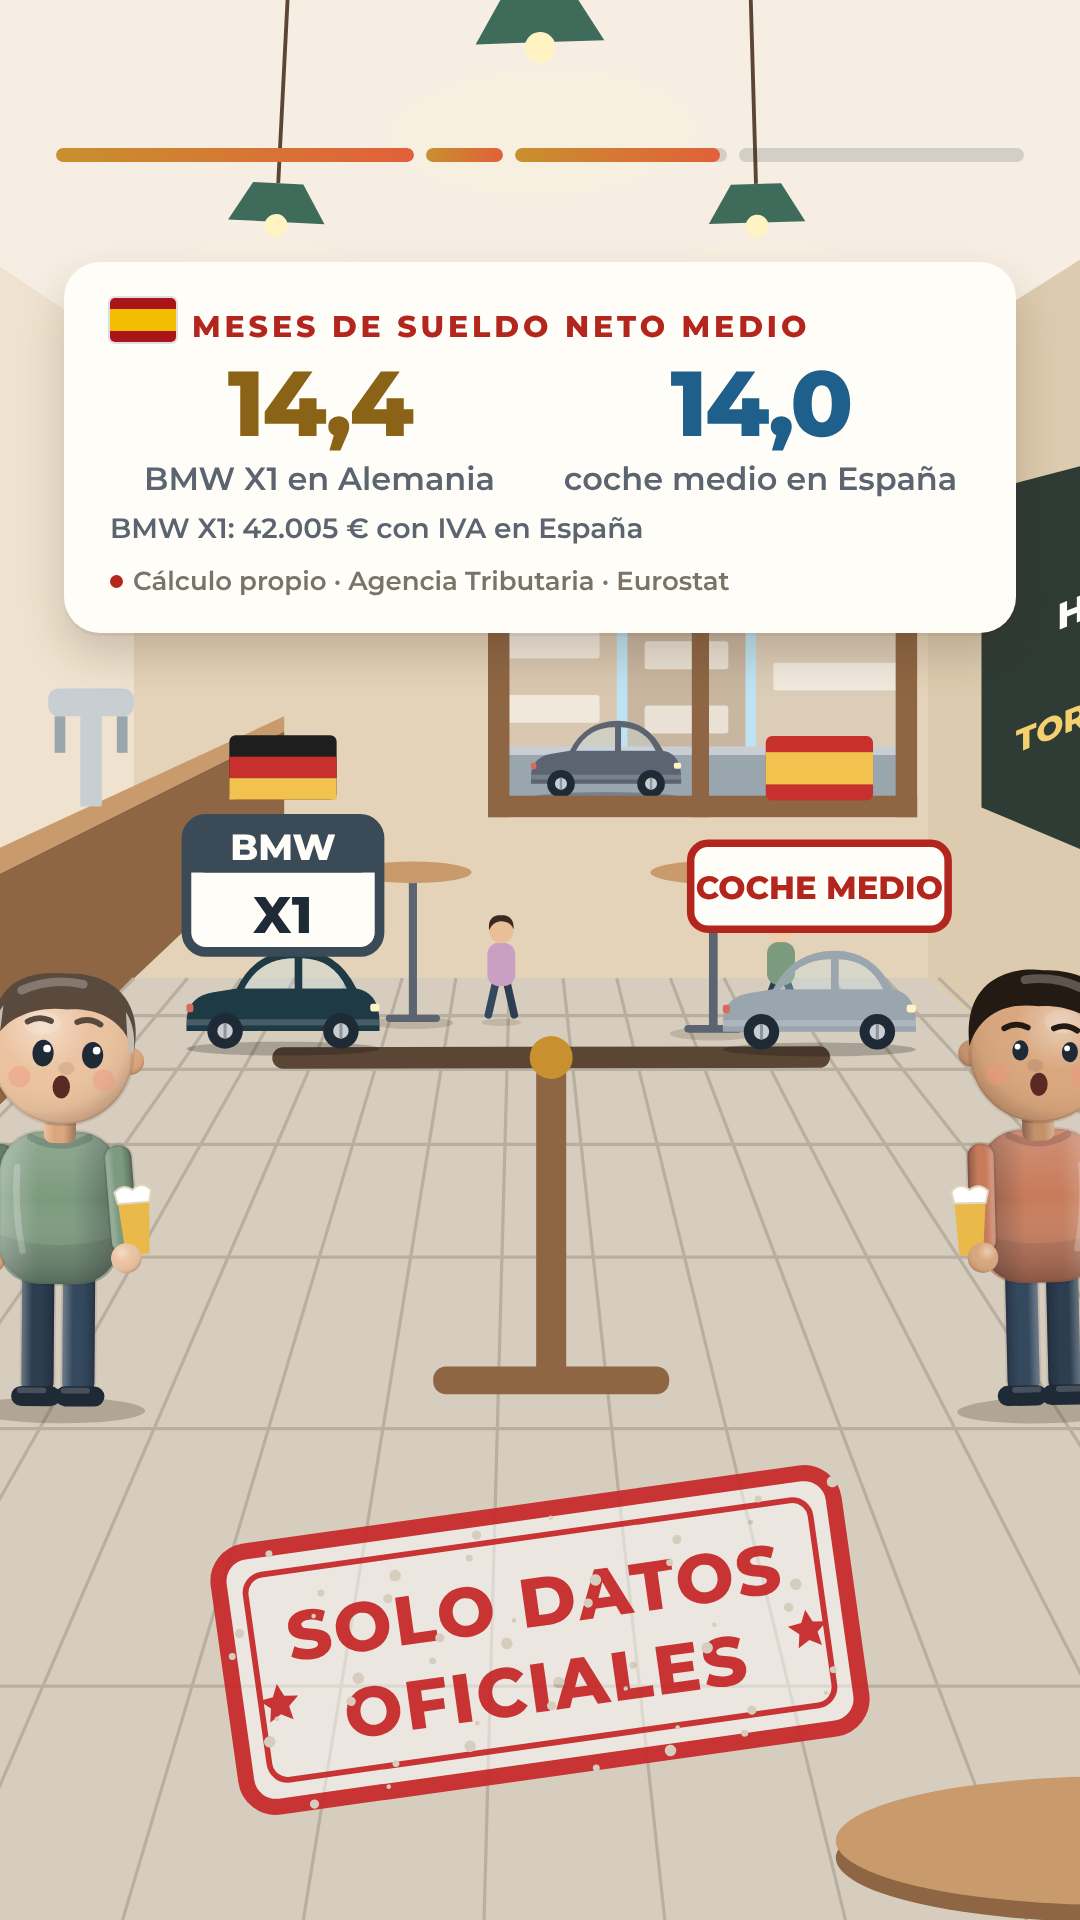 MESES DE SUELDO NETO MEDIO
14,4
BMW X1 en Alemania
14,0
coche medio en España
BMW X1: 42.005 € con IVA en España
Cálculo propio · Agencia Tributaria · Eurostat
BMW
X1
COCHE MEDIO
SOLO DATOS
OFICIALES